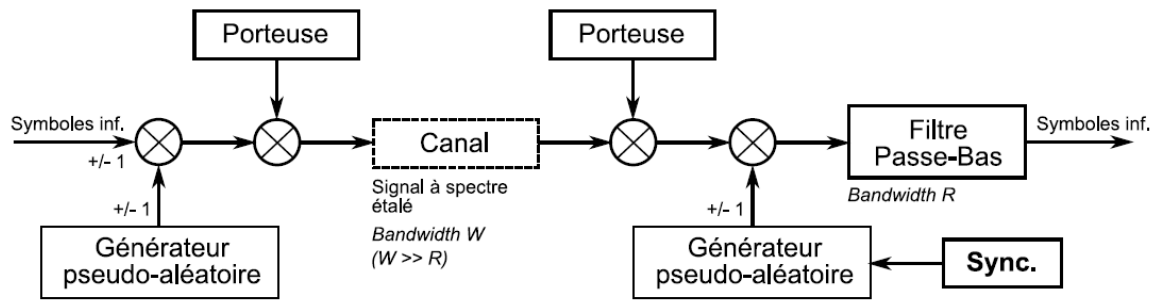 Porteuse
Porteuse
Symboles inf.
+/- 1
Canal
Filtre
Passe-Bas
Symboles inf.
Signal à spectre
étalé
Bandwidth W
(W >> R)
Bandwidth R
+/- 1
Générateur
pseudo-aléatoire
+/- 1
Générateur
pseudo-aléatoire
Sync.